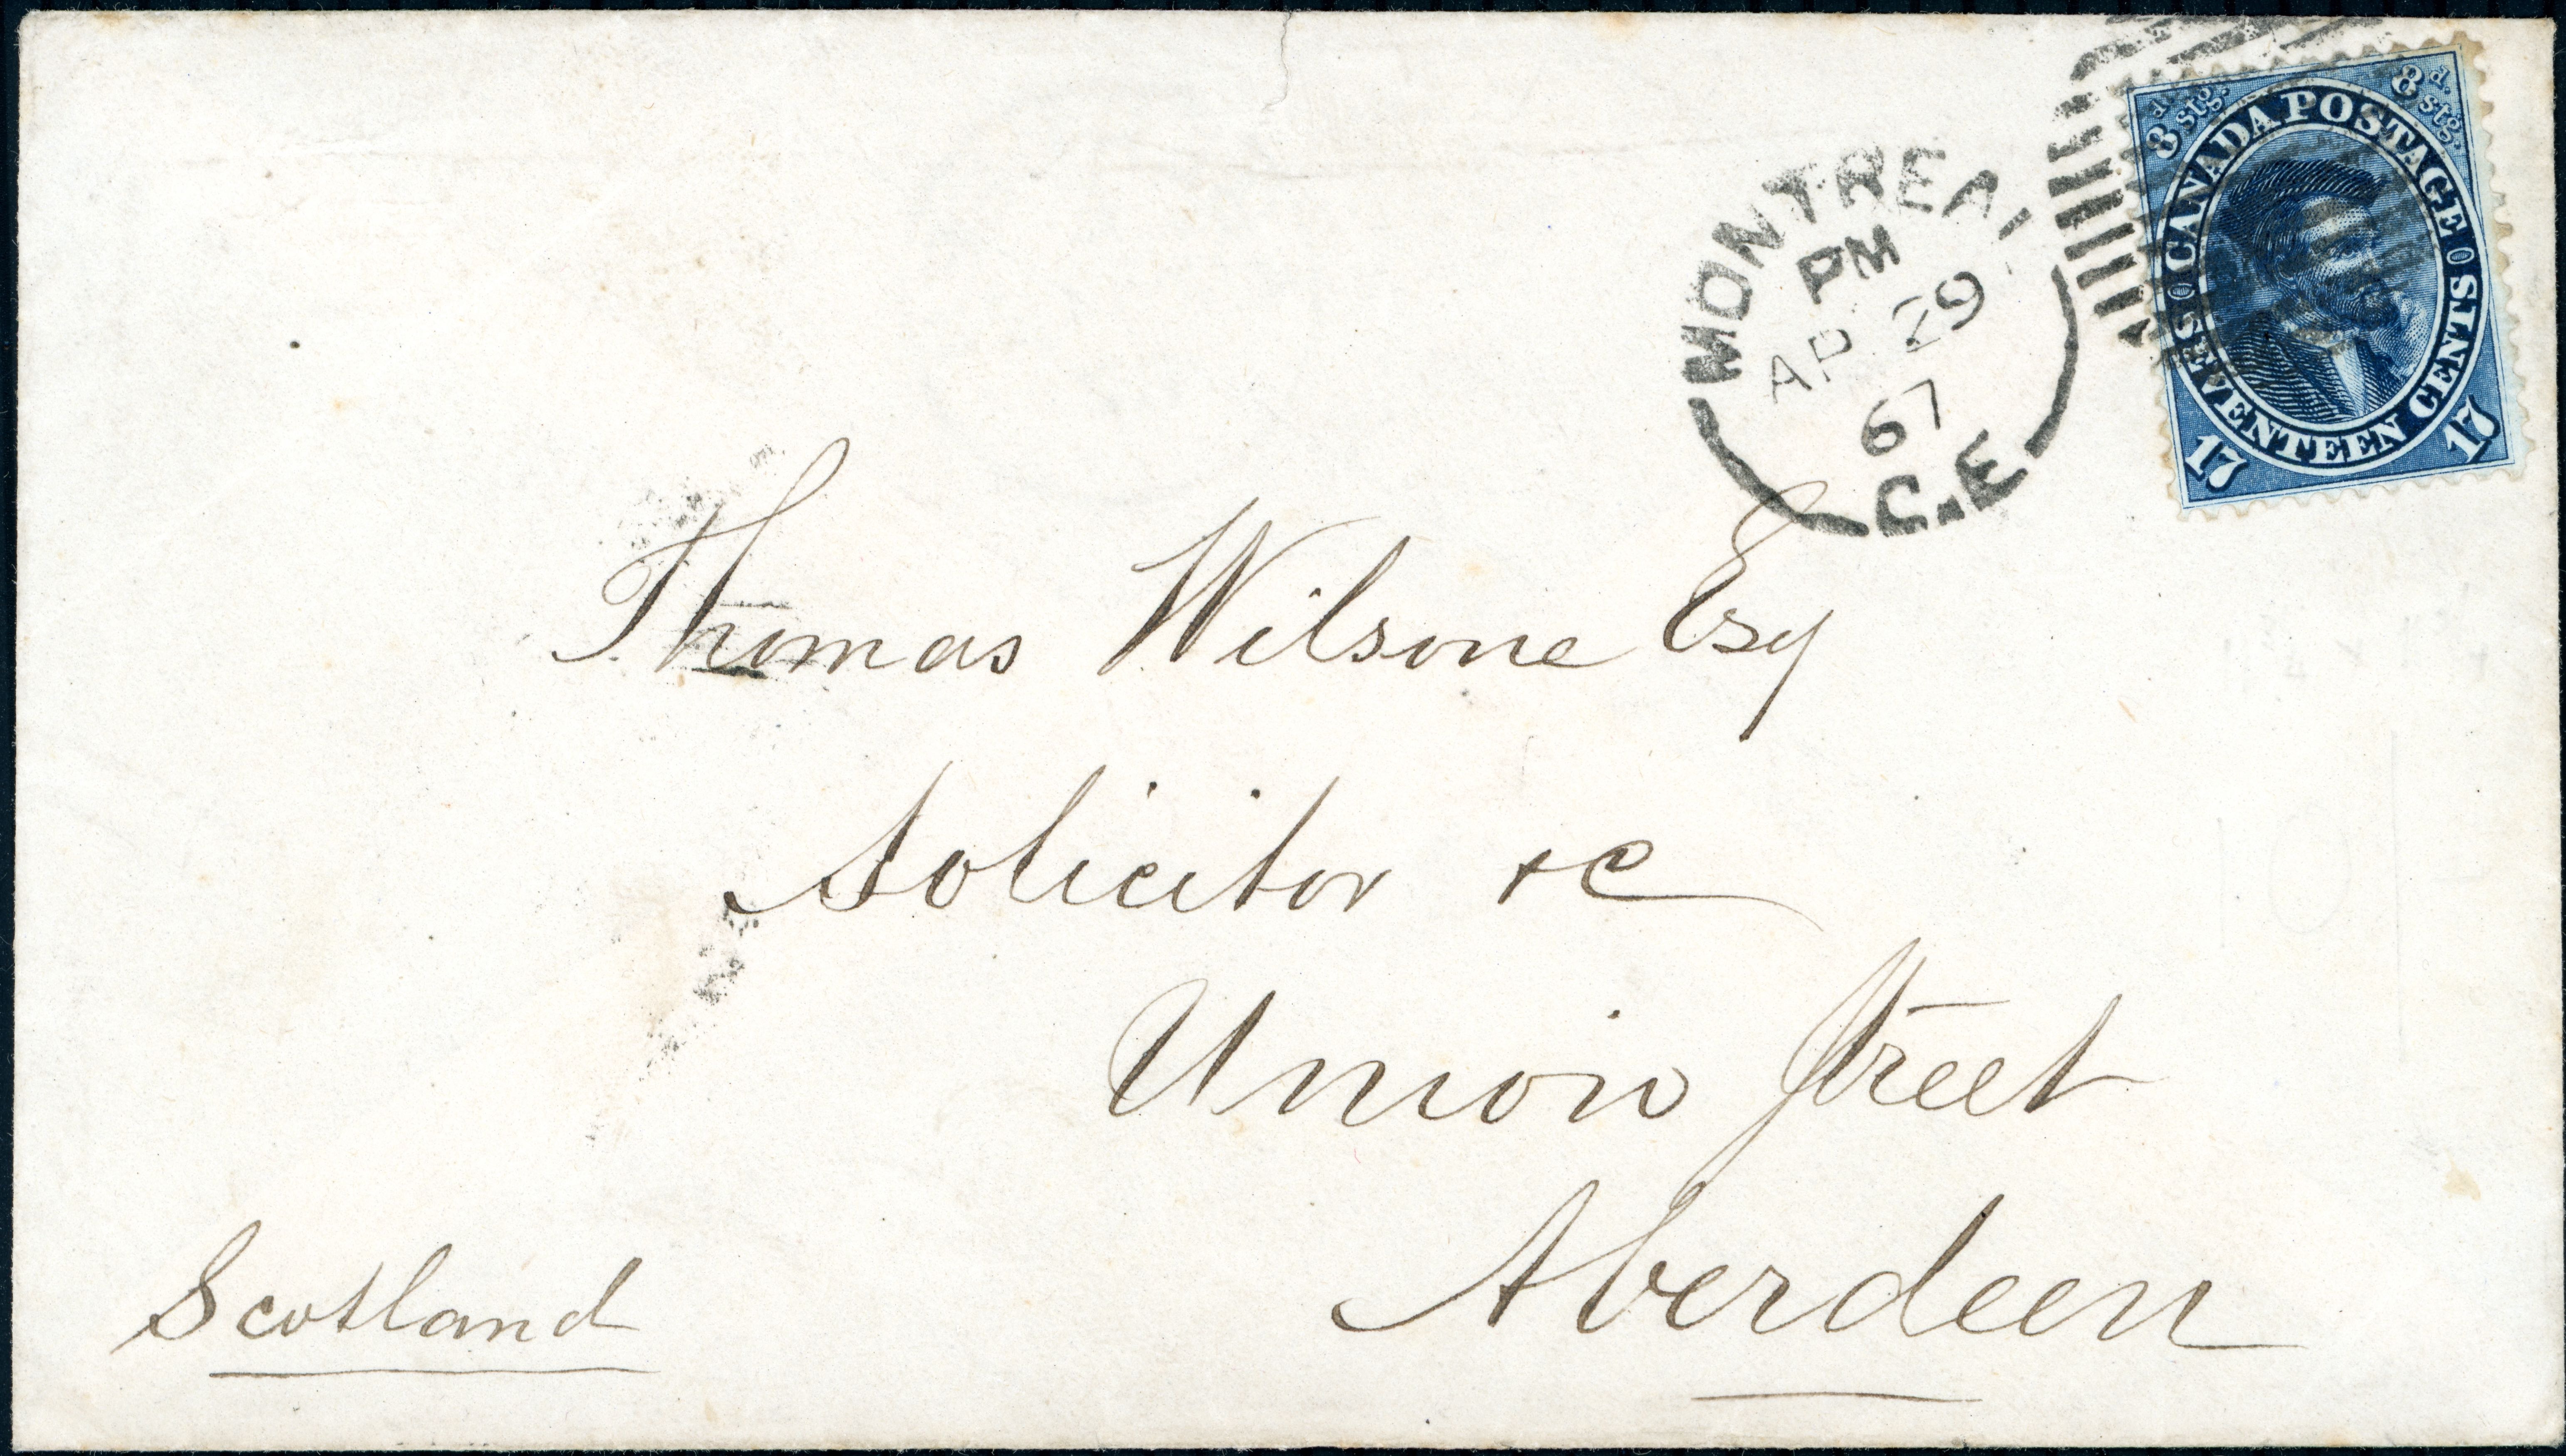 8d. stg. 8d. stg.
CANADA POSTAGE
SEVENTEEN CENTS
17 17
MONTREAL
PM
AP 29
67
C.E
Thomas Wilsone Esq
Solicitor &c
Union Street
Aberdeen
Scotland